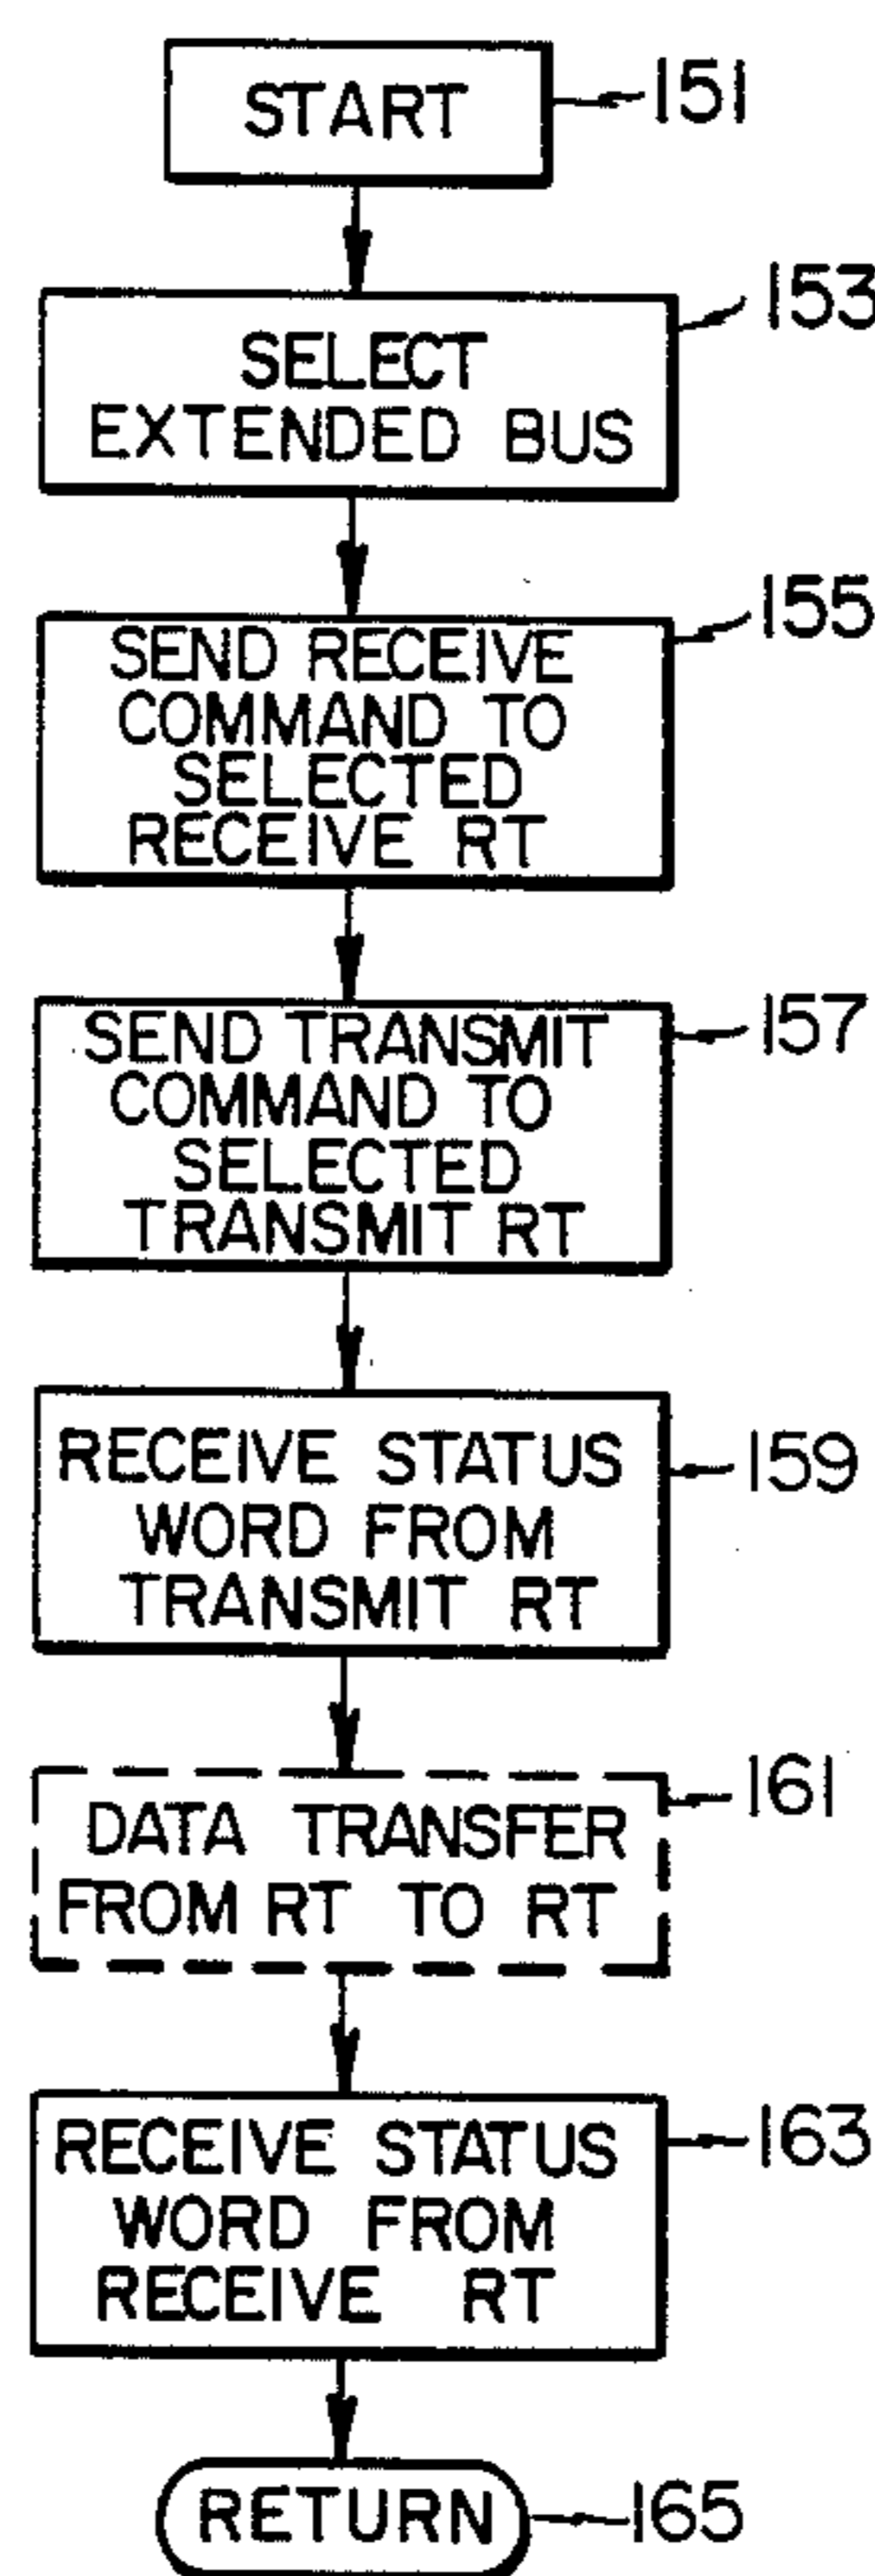 START
151
SELECT
EXTENDED BUS
153
SEND RECEIVE
COMMAND TO
SELECTED
RECEIVE RT
155
SEND TRANSMIT
COMMAND TO
SELECTED
TRANSMIT RT
157
RECEIVE STATUS
WORD FROM
TRANSMIT RT
159
DATA TRANSFER
FROM RT TO RT
161
RECEIVE STATUS
WORD FROM
RECEIVE RT
163
RETURN
165